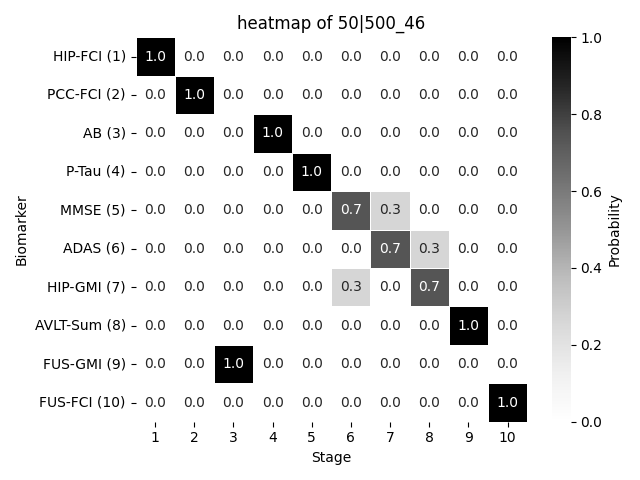 heatmap of 50|500_46
HIP-FCI (1) 1.0 0.0 0.0 0.0 0.0 0.0 0.0 0.0 0.0 0.0
PCC-FCI (2) 0.0 1.0 0.0 0.0 0.0 0.0 0.0 0.0 0.0 0.0
AB (3) 0.0 0.0 0.0 1.0 0.0 0.0 0.0 0.0 0.0 0.0
P-Tau (4) 0.0 0.0 0.0 0.0 1.0 0.0 0.0 0.0 0.0 0.0
MMSE (5) 0.0 0.0 0.0 0.0 0.0 0.7 0.3 0.0 0.0 0.0
ADAS (6) 0.0 0.0 0.0 0.0 0.0 0.0 0.7 0.3 0.0 0.0
HIP-GMI (7) 0.0 0.0 0.0 0.0 0.0 0.3 0.0 0.7 0.0 0.0
AVLT-Sum (8) 0.0 0.0 0.0 0.0 0.0 0.0 0.0 0.0 1.0 0.0
FUS-GMI (9) 0.0 0.0 1.0 0.0 0.0 0.0 0.0 0.0 0.0 0.0
FUS-FCI (10) 0.0 0.0 0.0 0.0 0.0 0.0 0.0 0.0 0.0 1.0
1 2 3 4 5 6 7 8 9 10
Stage
Biomarker
1.0
0.8
0.6
0.4
0.2
0.0
Probability